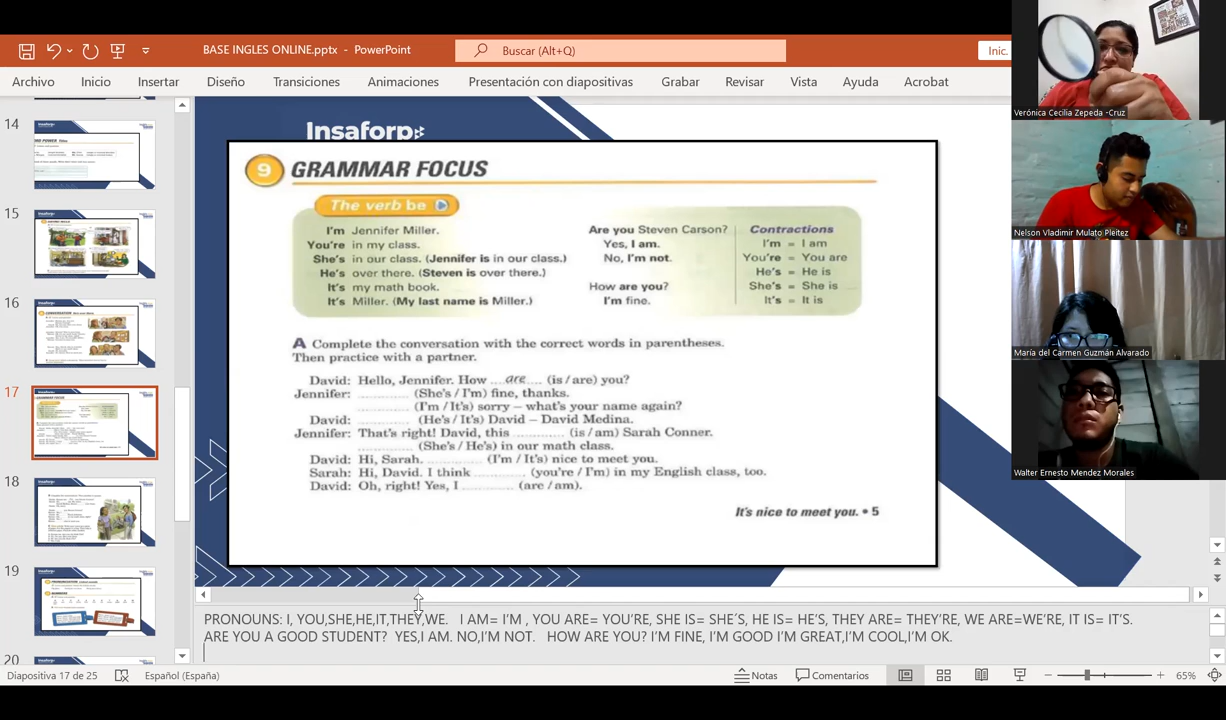 BASE INGLES ONLINE.pptx - PowerPoint
Buscar (Alt+Q)
Inic.
Archivo Inicio Insertar Diseño Transiciones Animaciones Presentación con diapositivas Grabar Revisar Vista Ayuda Acrobat
14
15
16
17
18
19
20
Insaforp
9 GRAMMAR FOCUS
The verb be
I'm Jennifer Miller.
You're in my class.
She's in our class. (Jennifer is in our class.)
He's over there. (Steven is over there.)
It's my math book.
It's Miller. (My last name is Miller.)
Are you Steven Carson?
Yes, I am.
No, I'm not.
How are you?
I'm fine.
Contractions
I'm = I am
You're = You are
He's = He is
She's = She is
It's = It is
A Complete the conversation with the correct words in parentheses.
Then practice with a partner.
David: Hello, Jennifer. How ....are.... (is / are) you?
Jennifer: ............ (She's / I'm) fine, thanks.
............ (I'm / It's) sorry – what's your name again?
David: ............ (He's / It's) David – David Medina.
Jennifer: That's right! David, this ............ (is / am) Sarah Conner.
............ (She's / He's) in our math class.
David: Hi, Sarah. ............ (I'm / It's) nice to meet you.
Sarah: Hi, David. I think ............ (you're / I'm) in my English class, too.
David: Oh, right! Yes, I ............ (are / am).
It's nice to meet you. • 5
PRONOUNS: I, YOU,SHE,HE,IT,THEY,WE. I AM= I'M , YOU ARE= YOU'RE, SHE IS= SHE´S, HE IS= HE'S, THEY ARE= THEY'RE, WE ARE=WE'RE, IT IS= IT'S.
ARE YOU A GOOD STUDENT? YES,I AM. NO,I'M NOT. HOW ARE YOU? I'M FINE, I'M GOOD I'M GREAT,I'M COOL,I'M OK.
Diapositiva 17 de 25 Español (España) Notas Comentarios 65%
Verónica Cecilia Zepeda -Cruz
Nelson Vladimir Mulato Pleitez
María del Carmen Guzmán Alvarado
Walter Ernesto Mendez Morales